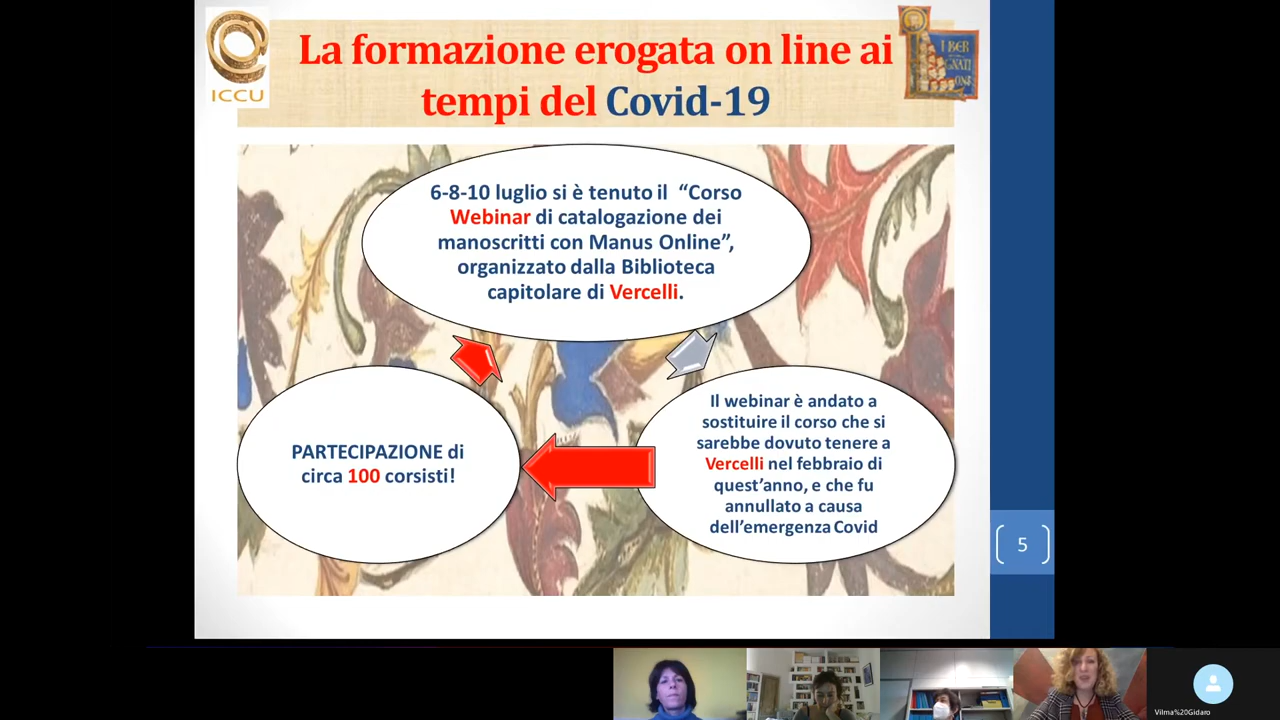 La formazione erogata on line ai
tempi del Covid-19
ICCU
I BER
GNATI
ONS
6-8-10 luglio si è tenuto il “Corso
Webinar di catalogazione dei
manoscritti con Manus Online”,
organizzato dalla Biblioteca
capitolare di Vercelli.
PARTECIPAZIONE di
circa 100 corsisti!
Il webinar è andato a
sostituire il corso che si
sarebbe dovuto tenere a
Vercelli nel febbraio di
quest’anno, e che fu
annullato a causa
dell’emergenza Covid
5
Vilma%20Gidaro